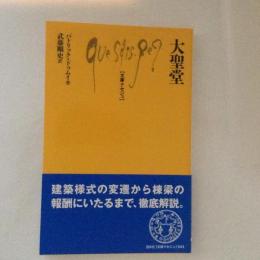 大聖堂
Que sais-je?
[文庫クセジュ]
パトリック・ドゥムイ 著
武藤剛史 訳
建築様式の変遷から棟梁の
報酬にいたるまで、徹底解説。